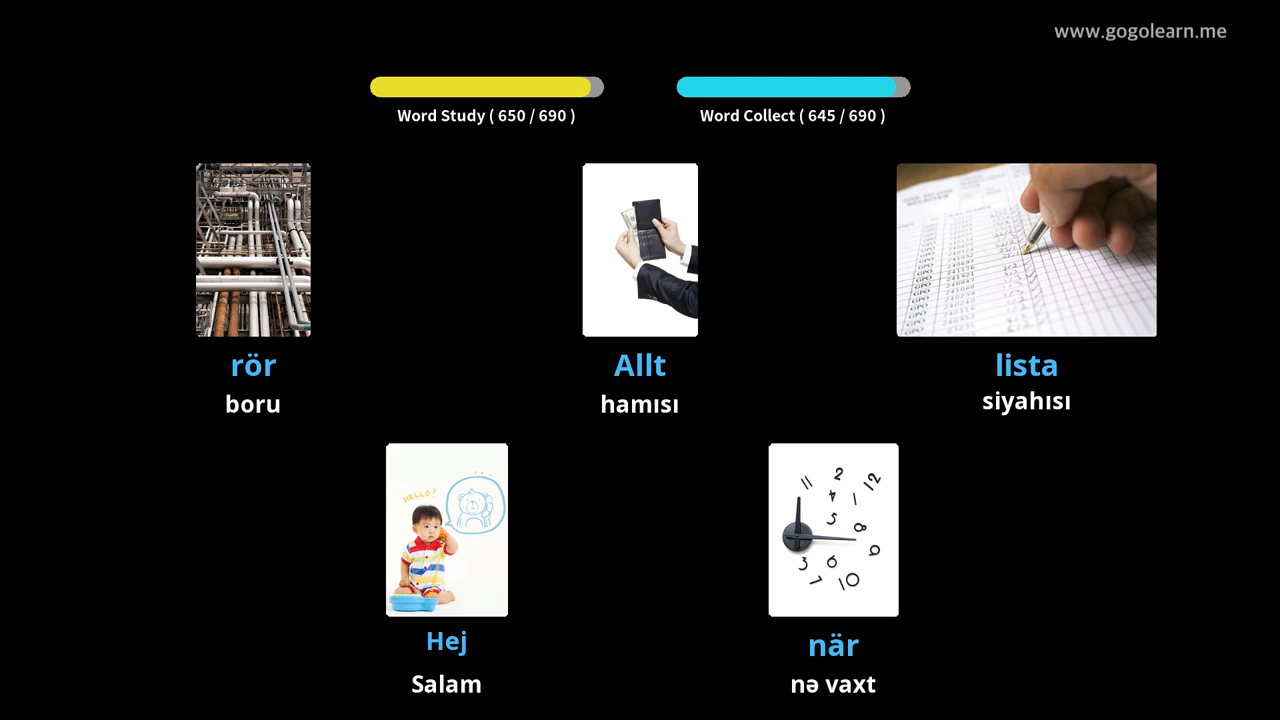 www.gogolearn.me
Word Study ( 650 / 690 )
Word Collect ( 645 / 690 )
rör
boru
Allt
hamısı
lista
siyahısı
HELLO!
Hej
Salam
när
nə vaxt